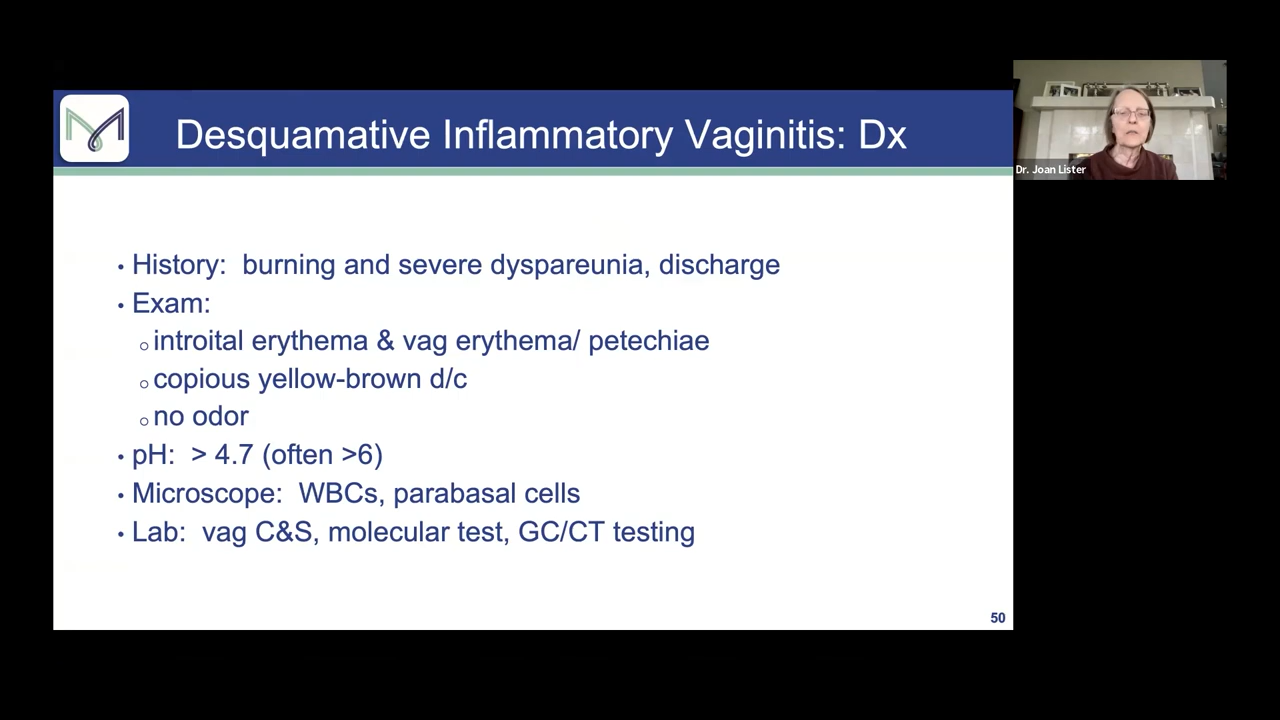 Desquamative Inflammatory Vaginitis: Dx
Dr. Joan Lister
• History: burning and severe dyspareunia, discharge
• Exam:
o introital erythema & vag erythema/ petechiae
o copious yellow-brown d/c
o no odor
• pH: > 4.7 (often >6)
• Microscope: WBCs, parabasal cells
• Lab: vag C&S, molecular test, GC/CT testing
50